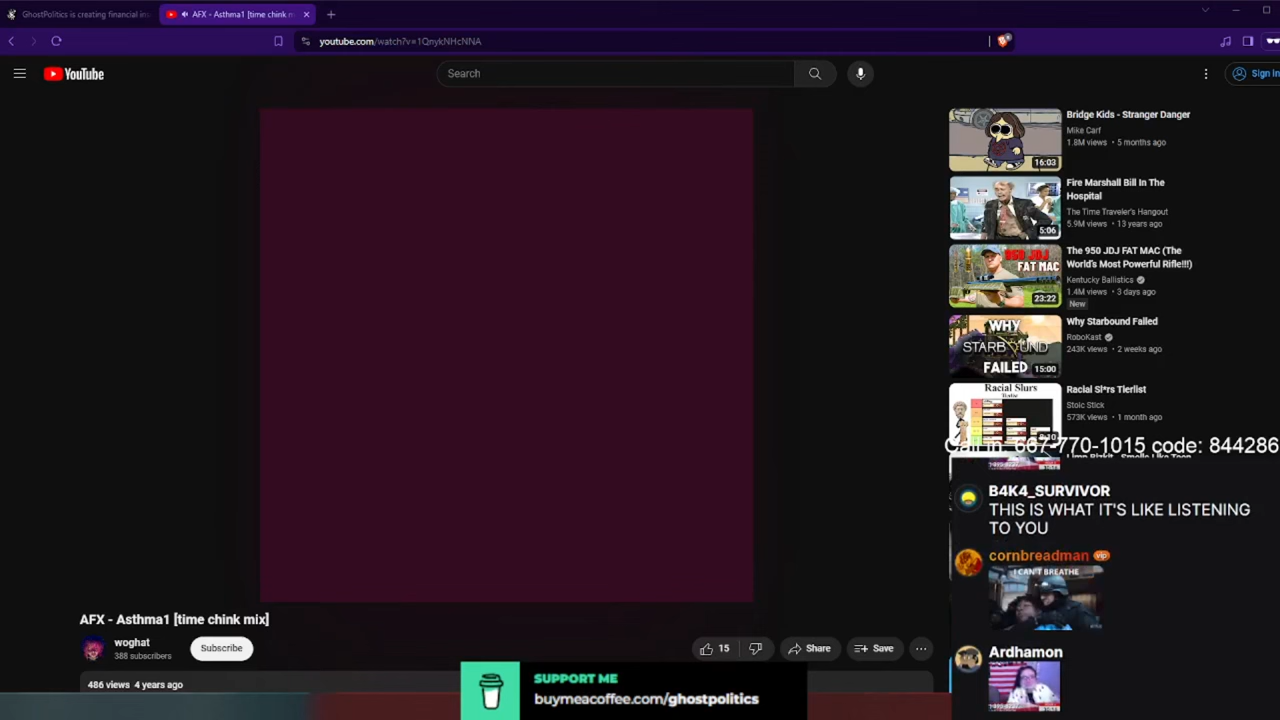 GhostPolitics is creating financial ins
AFX - Asthma1 [time chink m
youtube.com/watch?v=1QnykNHcNNA
YouTube
Search
Sign in
Bridge Kids - Stranger Danger
Mike Carf
1.8M views • 5 months ago
16:03
Fire Marshall Bill In The
Hospital
The Time Traveler's Hangout
5.9M views • 13 years ago
5:06
The 950 JDJ FAT MAC (The
World's Most Powerful Rifle!!!)
Kentucky Ballistics
1.4M views • 3 days ago
New
950 JDJ
FAT MAC
23:22
Why Starbound Failed
RoboKast
243K views • 2 weeks ago
WHY
STARBOUND
FAILED
15:00
Racial Sl*rs Tierlist
Stoic Stick
573K views • 1 month ago
Racial Slurs
Call in: 667-770-1015 code: 844286
B4K4_SURVIVOR
THIS IS WHAT IT'S LIKE LISTENING
TO YOU
cornbreadman vip
I CAN'T BREATHE
Ardhamon
AFX - Asthma1 [time chink mix]
woghat
388 subscribers
Subscribe
15
Share
Save
486 views 4 years ago
SUPPORT ME
buymeacoffee.com/ghostpolitics